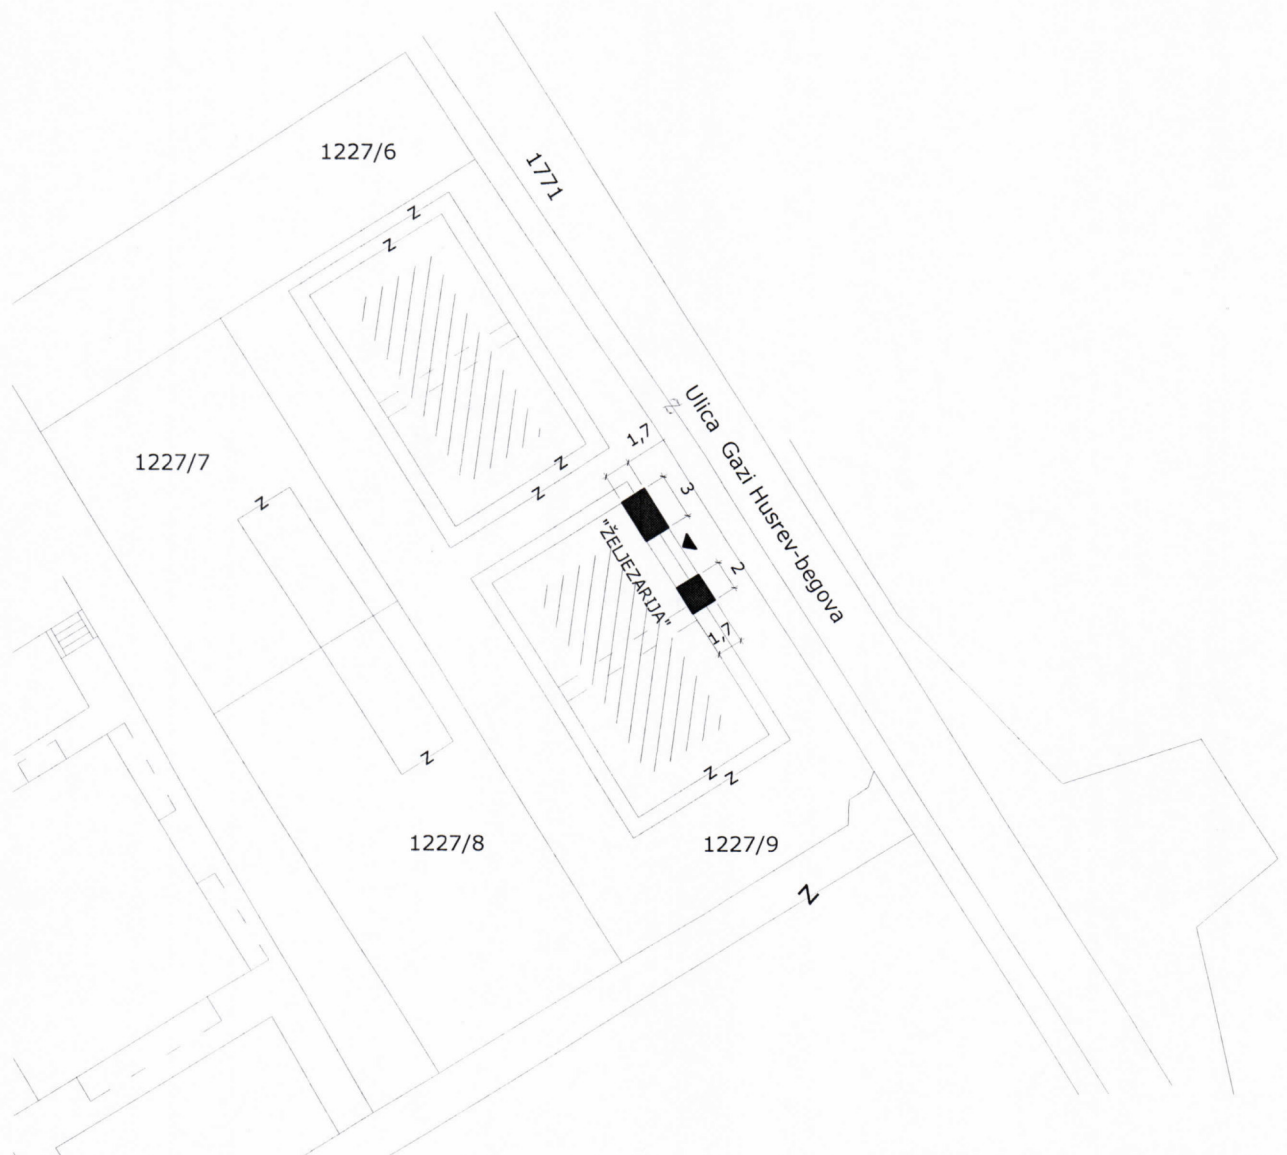 1227/6
1771
Z
Z
Z
Ulica Gazi Husrev-begova
1,7
1227/7
Z
Z
Z
3
"ŽELJEZARIJA"
2
1,7
Z
Z
Z
1227/8
1227/9
Z